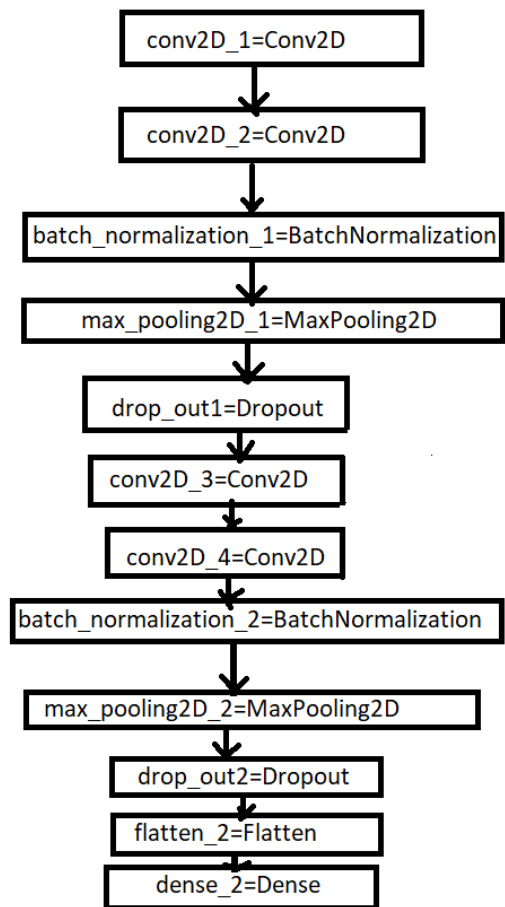 conv2D_1=Conv2D
conv2D_2=Conv2D
batch_normalization_1=BatchNormalization
max_pooling2D_1=MaxPooling2D
drop_out1=Dropout
conv2D_3=Conv2D
conv2D_4=Conv2D
batch_normalization_2=BatchNormalization
max_pooling2D_2=MaxPooling2D
drop_out2=Dropout
flatten_2=Flatten
dense_2=Dense